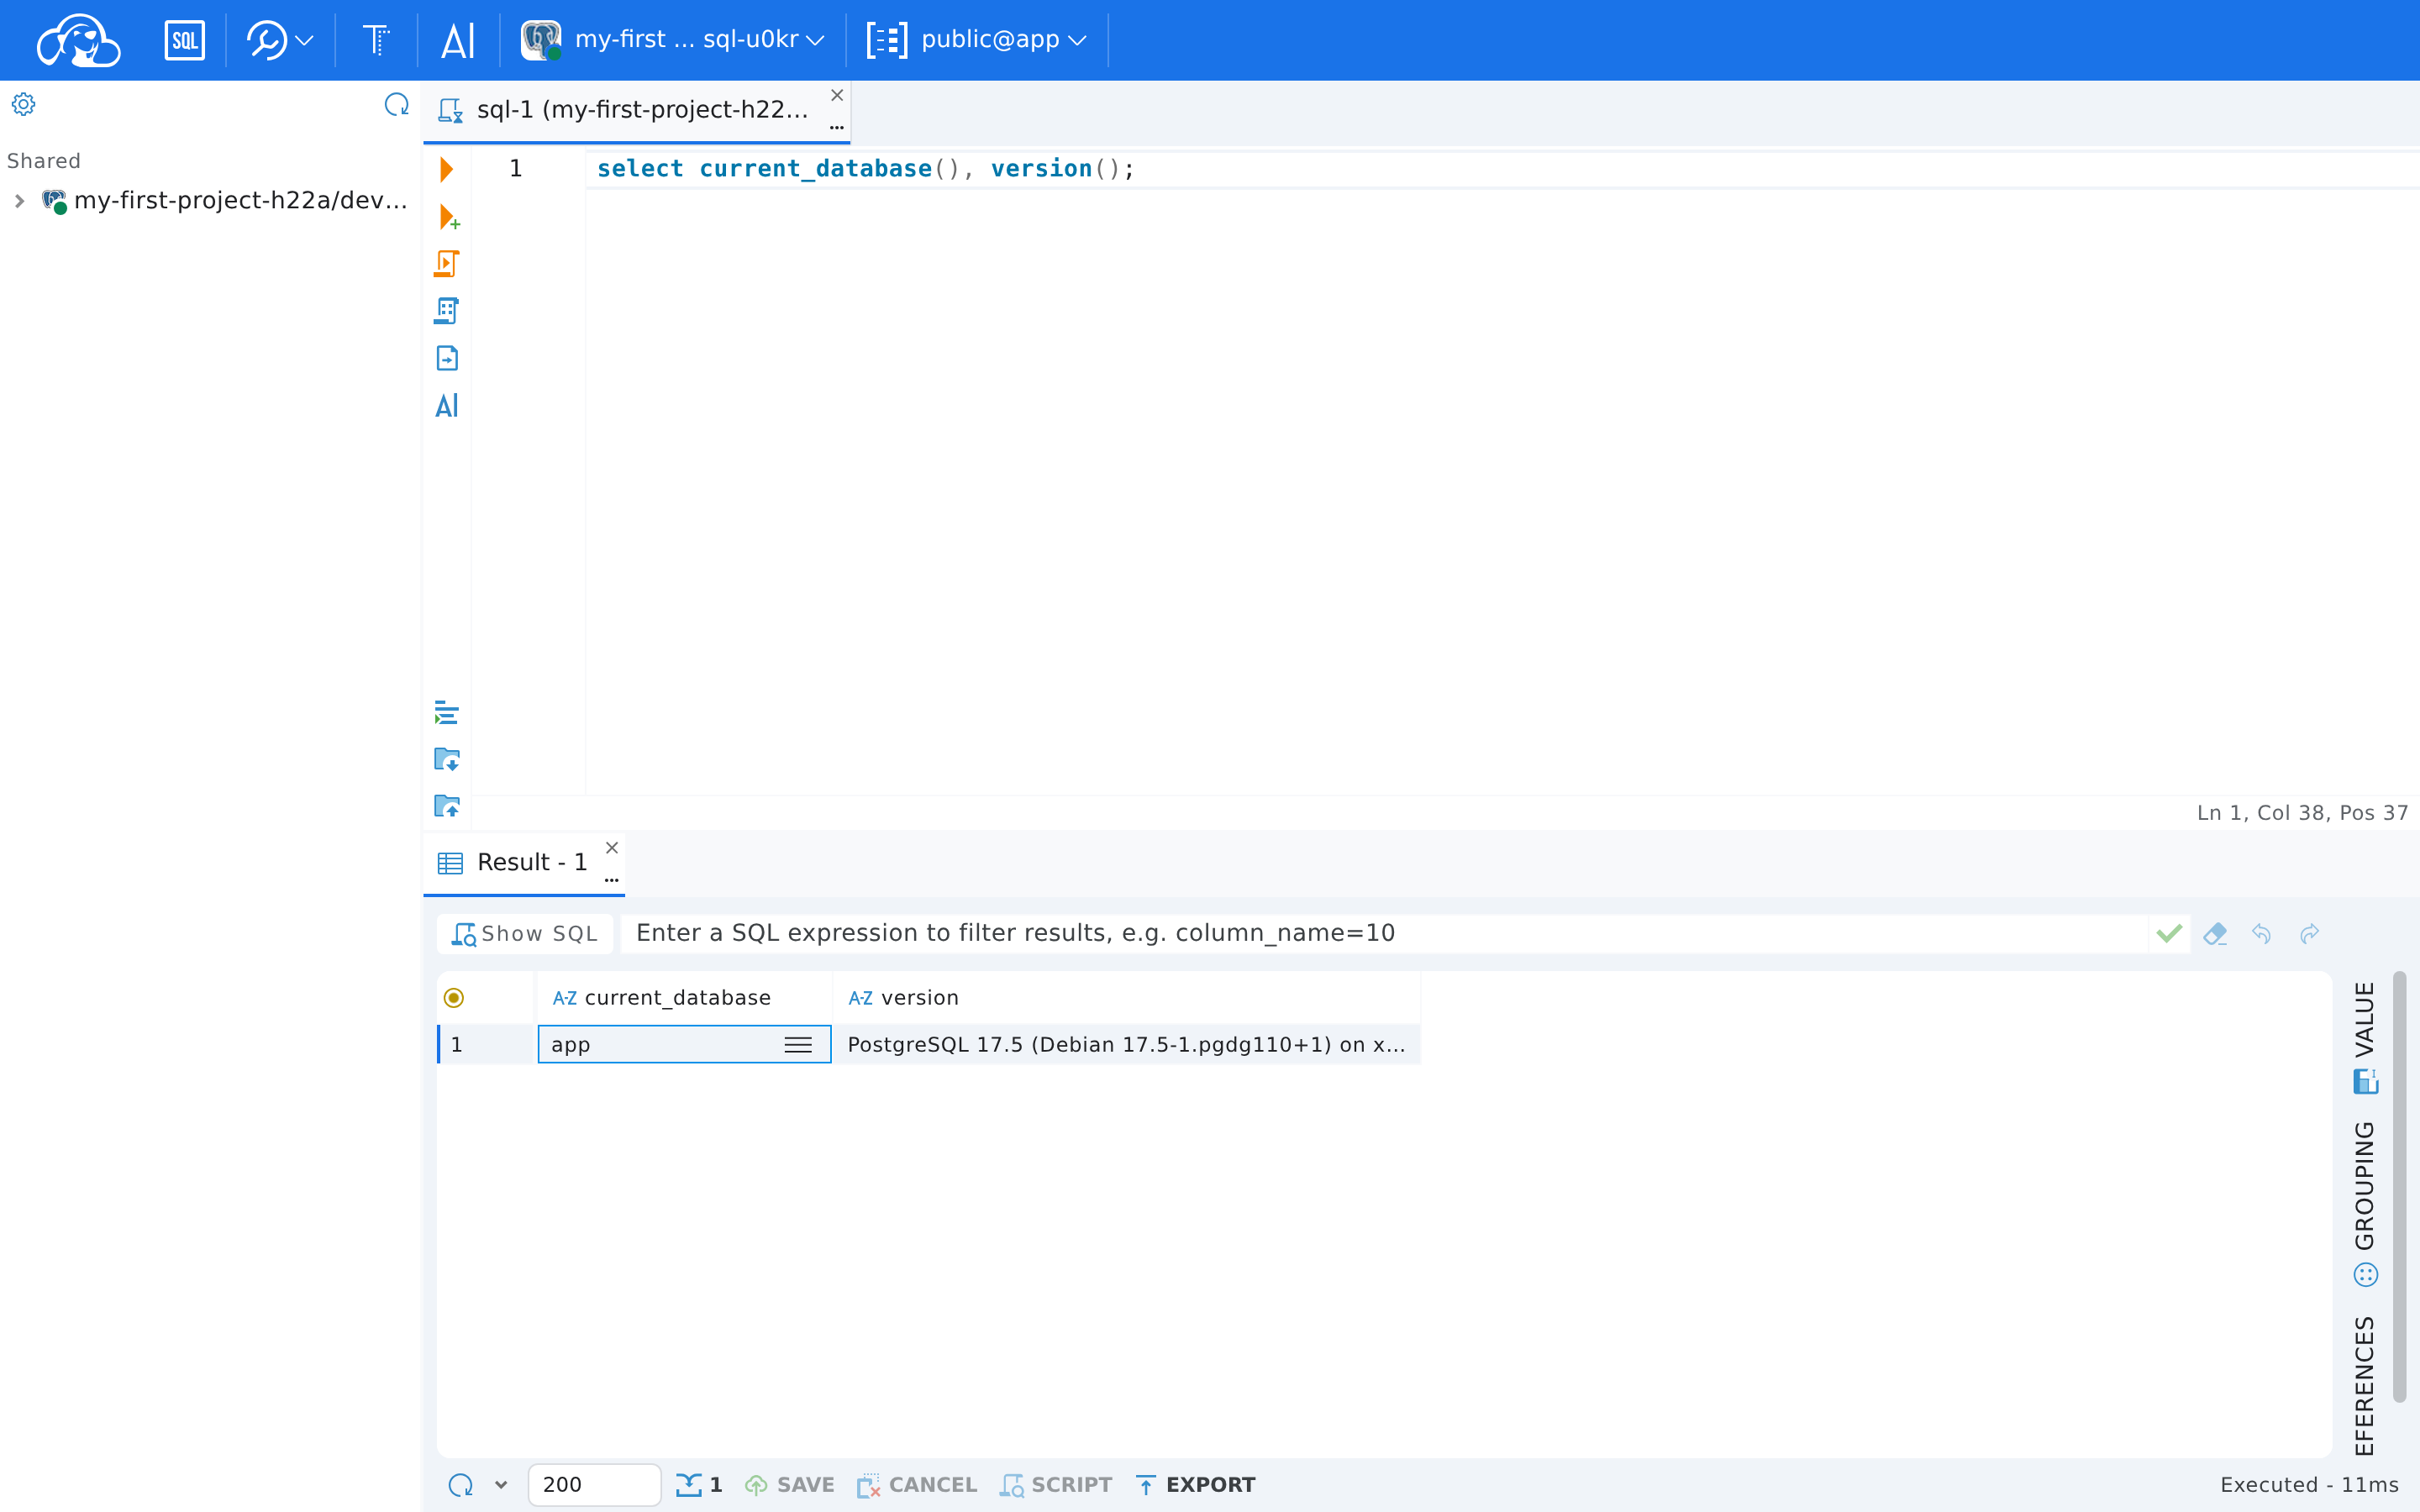 SQL
AI
my-first ... sql-u0kr
public@app
Shared
my-first-project-h22a/dev...
sql-1 (my-first-project-h22...
1
select current_database(), version();
AI
Ln 1, Col 38, Pos 37
Result - 1
Show SQL
Enter a SQL expression to filter results, e.g. column_name=10
A-Z current_database
A-Z version
1
app
PostgreSQL 17.5 (Debian 17.5-1.pgdg110+1) on x...
VALUE
GROUPING
EFERENCES
200
1
SAVE
CANCEL
SCRIPT
EXPORT
Executed - 11ms